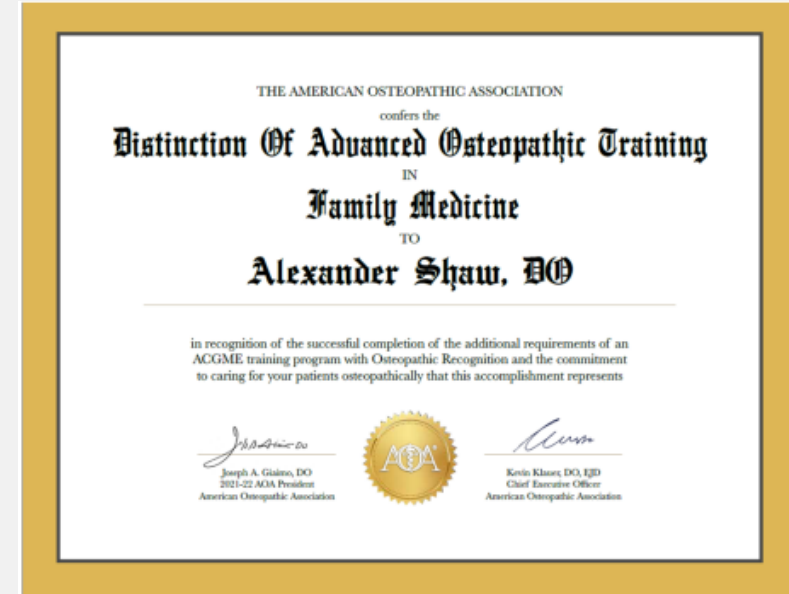 THE AMERICAN OSTEOPATHIC ASSOCIATION
confers the
Distinction Of Advanced Osteopathic Training
IN
Family Medicine
TO
Alexander Shaw, DO
in recognition of the successful completion of the additional requirements of an
ACGME training program with Osteopathic Recognition and the commitment
to caring for your patients osteopathically that this accomplishment represents
Joseph A. Giaimo, DO
2021-22 AOA President
American Osteopathic Association
AOA
Kevin Klauer, DO, EJD
Chief Executive Officer
American Osteopathic Association